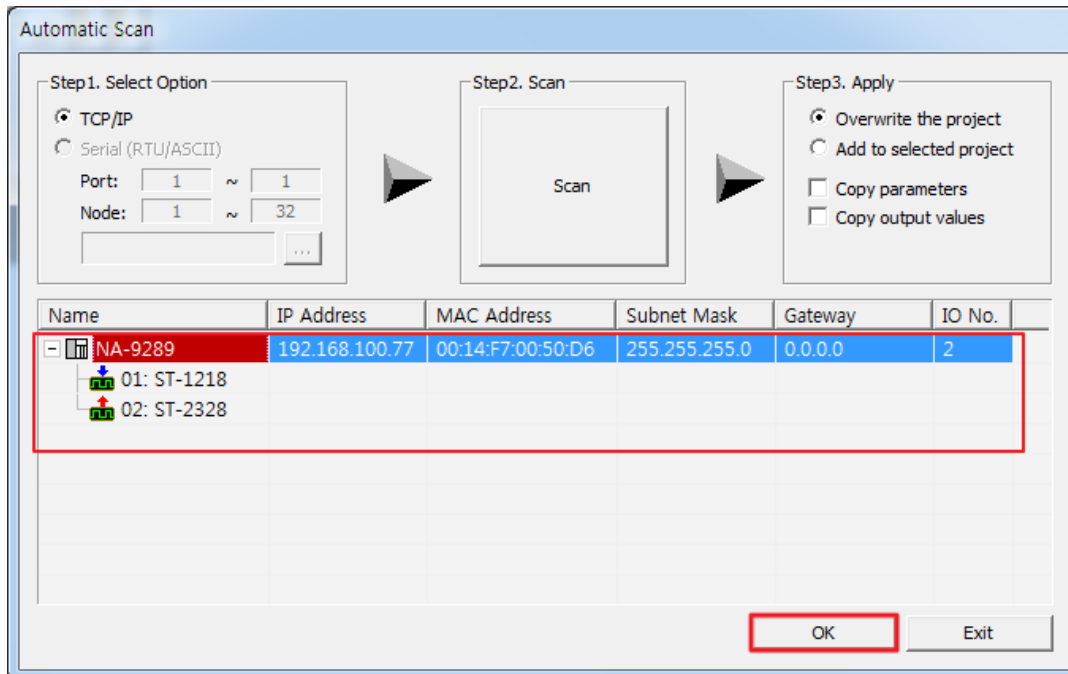 Automatic Scan
Step1. Select Option
TCP/IP
Serial (RTU/ASCII)
Port: 1 ~ 1
Node: 1 ~ 32
...
Step2. Scan
Scan
Step3. Apply
Overwrite the project
Add to selected project
Copy parameters
Copy output values
Name IP Address MAC Address Subnet Mask Gateway IO No.
NA-9289 192.168.100.77 00:14:F7:00:50:D6 255.255.255.0 0.0.0.0 2
01: ST-1218
02: ST-2328
OK Exit